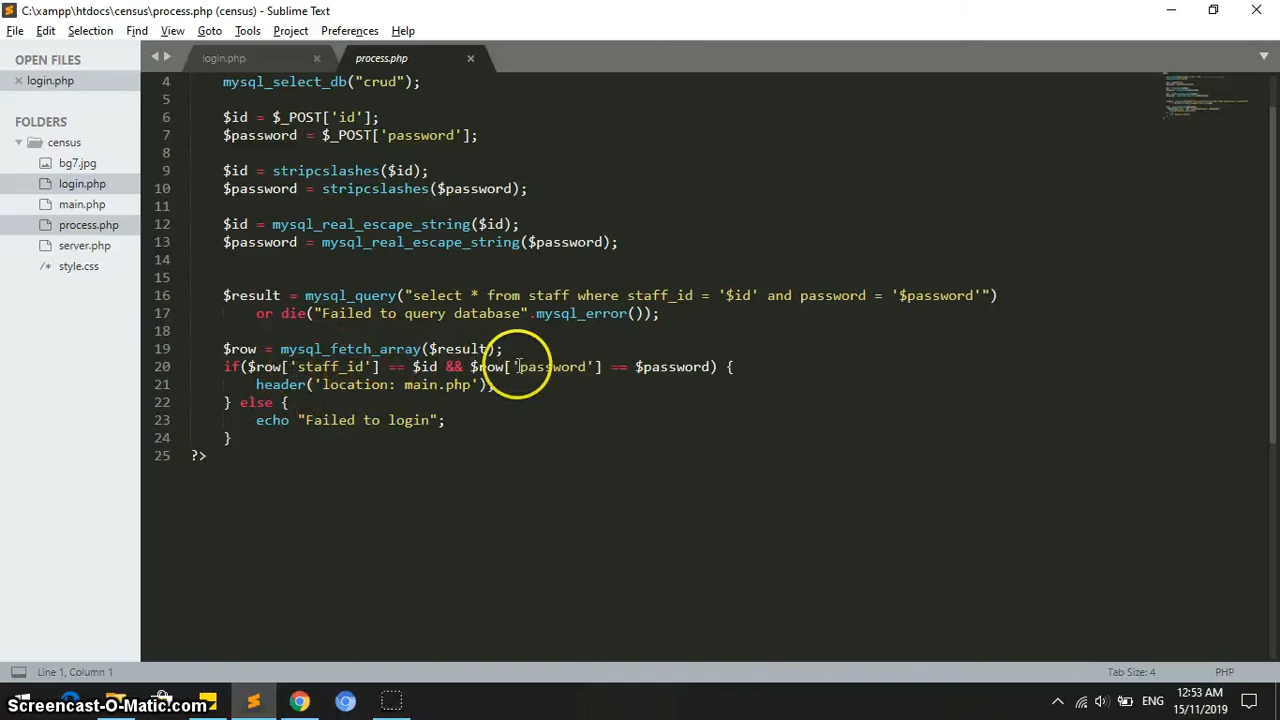 C:\xampp\htdocs\census\process.php (census) - Sublime Text
File Edit Selection Find View Goto Tools Project Preferences Help
OPEN FILES
login.php
FOLDERS
census
bg7.jpg
login.php
main.php
process.php
server.php
style.css
login.php process.php
4 mysql_select_db("crud");
5
6 $id = $_POST['id'];
7 $password = $_POST['password'];
8
9 $id = stripcslashes($id);
10 $password = stripcslashes($password);
11
12 $id = mysql_real_escape_string($id);
13 $password = mysql_real_escape_string($password);
14
15
16 $result = mysql_query("select * from staff where staff_id = '$id' and password = '$password'")
17 or die("Failed to query database".mysql_error());
18
19 $row = mysql_fetch_array($result);
20 if($row['staff_id'] == $id && $row['password'] == $password) {
21 header('location: main.php');
22 } else {
23 echo "Failed to login";
24 }
25 ?>
Line 1, Column 1 Tab Size: 4 PHP
Screencast-O-Matic.com
ENG
12:53 AM
15/11/2019